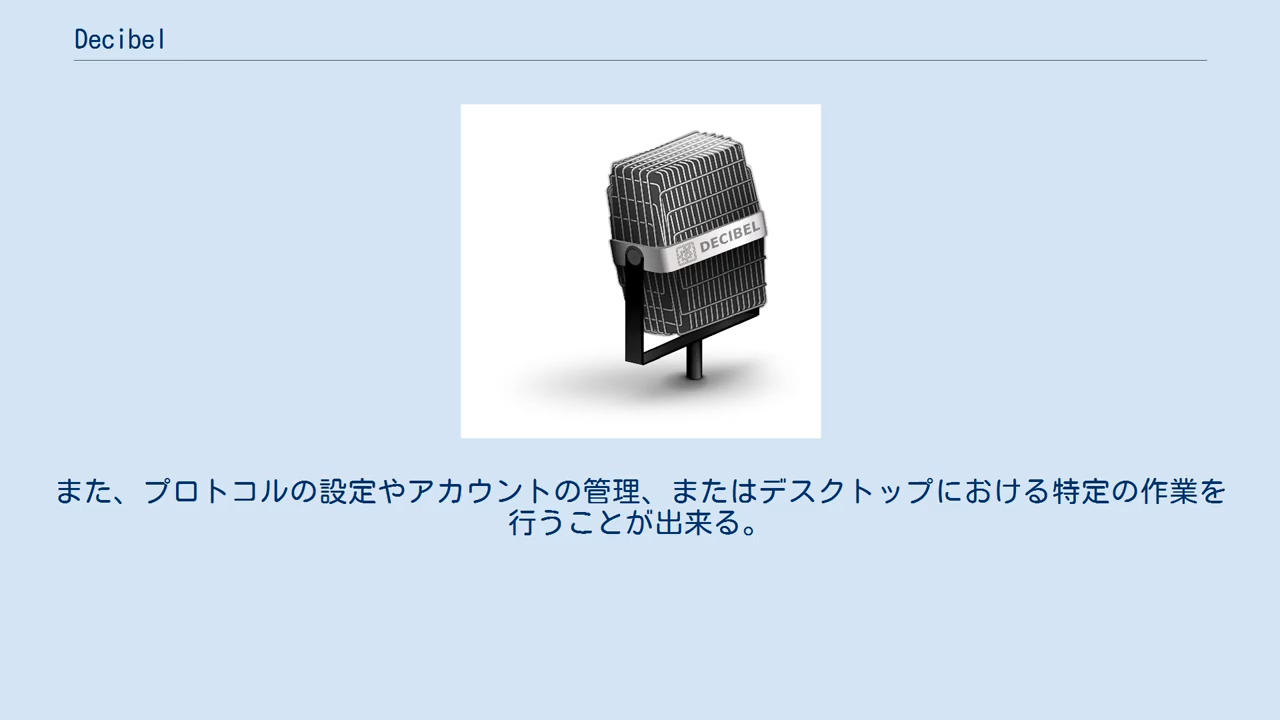 Decibel
DECIBEL
また、プロトコルの設定やアカウントの管理、またはデスクトップにおける特定の作業を
行うことが出来る。